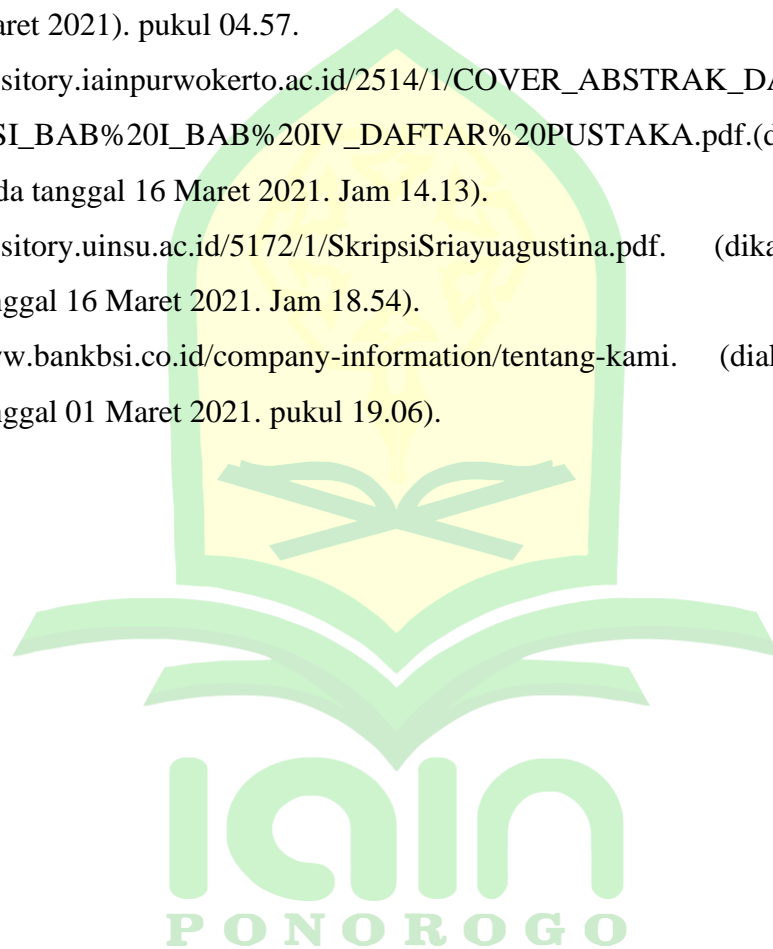 aret 2021). pukul 04.57.
sitory.iainpurwokerto.ac.id/2514/1/COVER_ABSTRAK_DA
SI_BAB%20I_BAB%20IV_DAFTAR%20PUSTAKA.pdf.(d
da tanggal 16 Maret 2021. Jam 14.13).
sitory.uinsu.ac.id/5172/1/SkripsiSriayuagustina.pdf. (dika
nggal 16 Maret 2021. Jam 18.54).
ww.bankbsi.co.id/company-information/tentang-kami. (dial
nggal 01 Maret 2021. pukul 19.06).
iain
PONOROGO